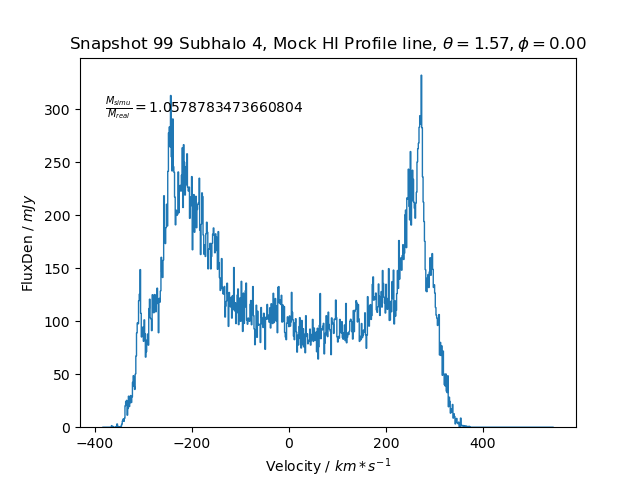 Snapshot 99 Subhalo 4, Mock HI Profile line, θ = 1.57, ϕ = 0.00
M_simu/M_real = 1.0578783473660804
FluxDen / mJy
300
250
200
150
100
50
0
−400 −200 0 200 400
Velocity / km * s⁻¹